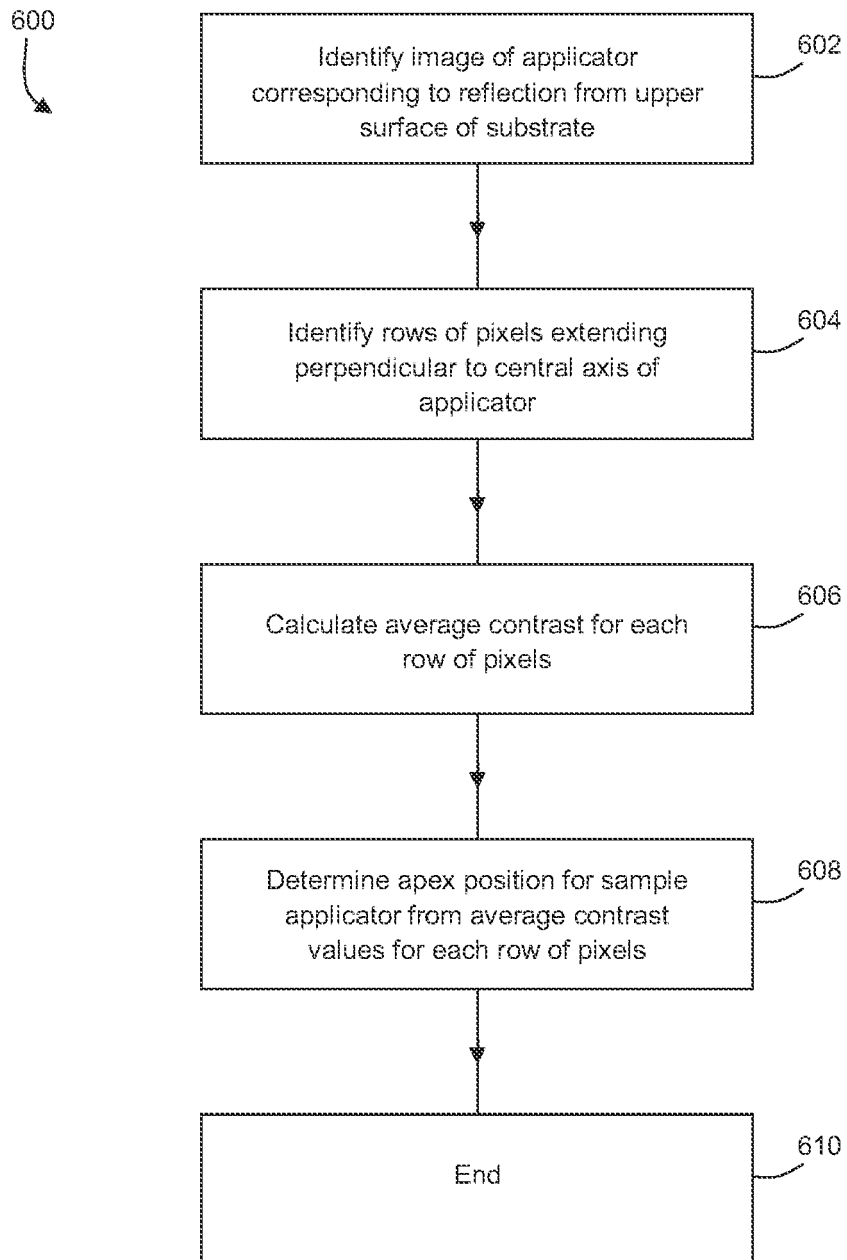 600
602
Identify image of applicator
corresponding to reflection from upper
surface of substrate
604
Identify rows of pixels extending
perpendicular to central axis of
applicator
606
Calculate average contrast for each
row of pixels
608
Determine apex position for sample
applicator from average contrast
values for each row of pixels
610
End